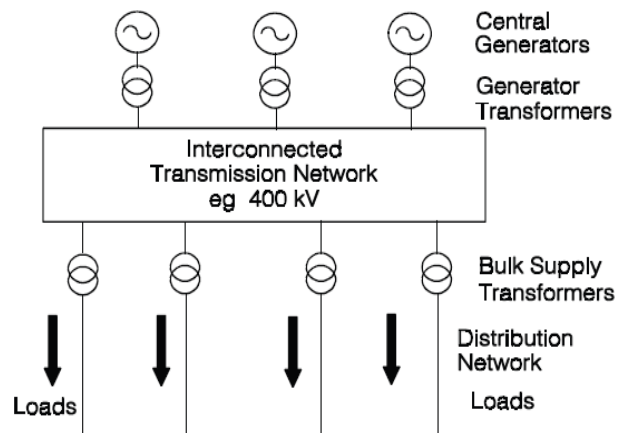 Central
Generators
Generator
Transformers
Interconnected
Transmission Network
eg 400 kV
Bulk Supply
Transformers
Distribution
Network
Loads
Loads